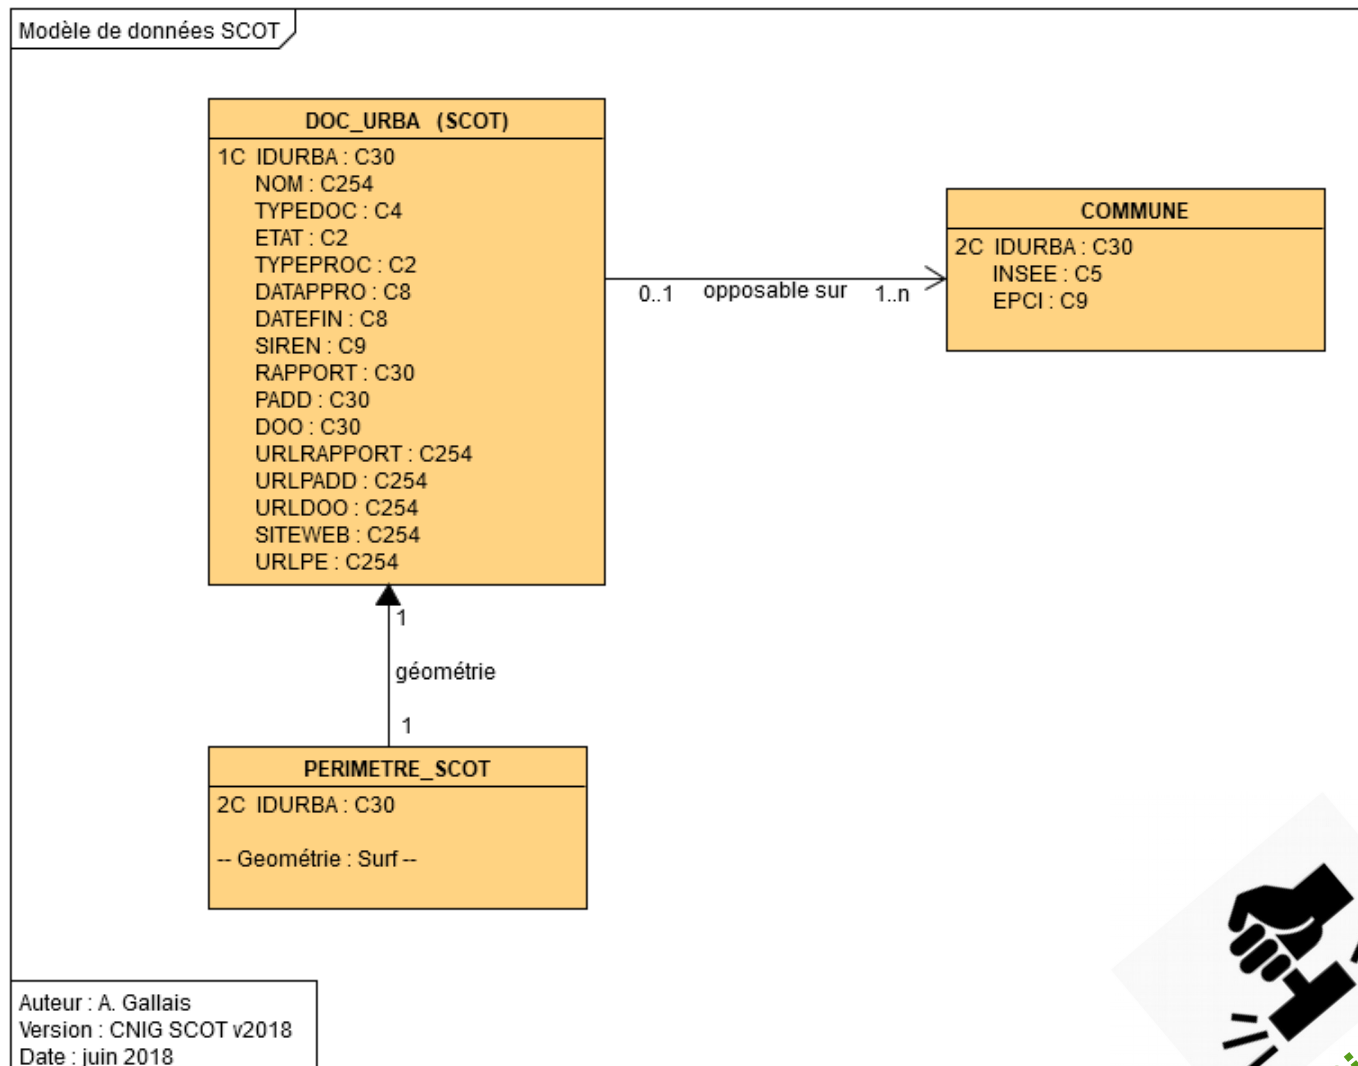 Modèle de données SCOT
DOC_URBA (SCOT)
1C IDURBA : C30
NOM : C254
TYPEDOC : C4
ETAT : C2
TYPEPROC : C2
DATAPPRO : C8
DATEFIN : C8
SIREN : C9
RAPPORT : C30
PADD : C30
DOO : C30
URLRAPPORT : C254
URLPADD : C254
URLDOO : C254
SITEWEB : C254
URLPE : C254
0..1 opposable sur 1..n
COMMUNE
2C IDURBA : C30
INSEE : C5
EPCI : C9
1
géométrie
1
PERIMETRE_SCOT
2C IDURBA : C30
-- Geométrie : Surf --
Auteur : A. Gallais
Version : CNIG SCOT v2018
Date : juin 2018